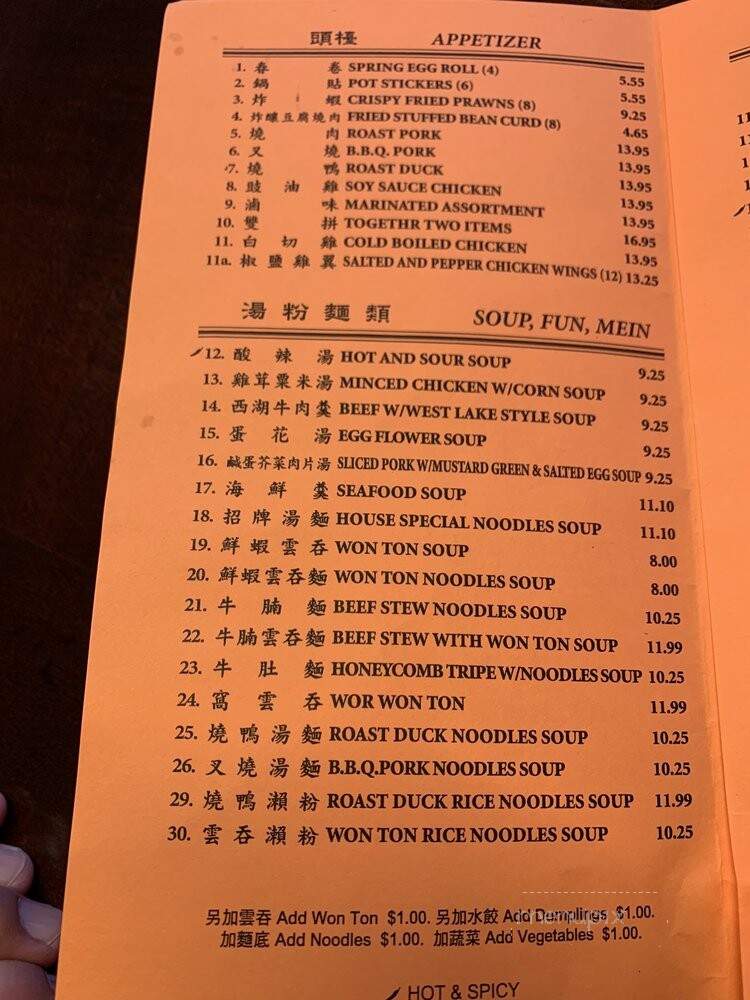 頭檯 APPETIZER
1. 春卷 SPRING EGG ROLL (4) 5.55
2. 鍋貼 POT STICKERS (6) 5.55
3. 炸蝦 CRISPY FRIED PRAWNS (8) 9.25
4. 炸釀豆腐燒肉 FRIED STUFFED BEAN CURD (8) 4.65
5. 燒肉 ROAST PORK 13.95
6. 叉燒 B.B.Q. PORK 13.95
7. 燒鴨 ROAST DUCK 13.95
8. 豉油雞 SOY SAUCE CHICKEN 13.95
9. 滷味 MARINATED ASSORTMENT 13.95
10. 雙拼 TOGETHR TWO ITEMS 16.95
11. 白切雞 COLD BOILED CHICKEN 13.95
11a. 椒鹽雞翼 SALTED AND PEPPER CHICKEN WINGS (12) 13.25
湯粉麵類 SOUP, FUN, MEIN
12. 酸辣湯 HOT AND SOUR SOUP 9.25
13. 雞茸粟米湯 MINCED CHICKEN W/CORN SOUP 9.25
14. 西湖牛肉羹 BEEF W/WEST LAKE STYLE SOUP 9.25
15. 蛋花湯 EGG FLOWER SOUP 9.25
16. 鹹蛋芥菜肉片湯 SLICED PORK W/MUSTARD GREEN & SALTED EGG SOUP 9.25
17. 海鮮羹 SEAFOOD SOUP 11.10
18. 招牌湯麵 HOUSE SPECIAL NOODLES SOUP 11.10
19. 鮮蝦雲吞 WON TON SOUP 8.00
20. 鮮蝦雲吞麵 WON TON NOODLES SOUP 8.00
21. 牛腩麵 BEEF STEW NOODLES SOUP 10.25
22. 牛腩雲吞麵 BEEF STEW WITH WON TON SOUP 11.99
23. 牛肚麵 HONEYCOMB TRIPE W/NOODLES SOUP 10.25
24. 窩雲吞 WOR WON TON 11.99
25. 燒鴨湯麵 ROAST DUCK NOODLES SOUP 10.25
26. 叉燒湯麵 B.B.Q.PORK NOODLES SOUP 10.25
29. 燒鴨瀨粉 ROAST DUCK RICE NOODLES SOUP 11.99
30. 雲吞瀨粉 WON TON RICE NOODLES SOUP 10.25
另加雲吞 Add Won Ton $1.00. 另加水餃 Add Dumplings $1.00.
加麵底 Add Noodles $1.00. 加蔬菜 Add Vegetables $1.00.
HOT & SPICY